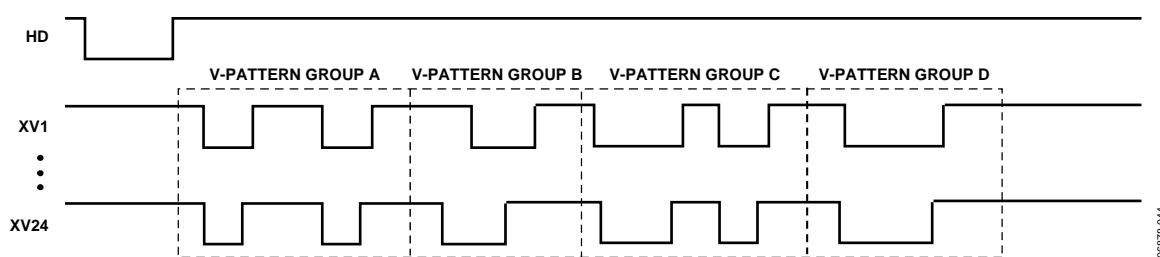 HD
V-PATTERN GROUP A V-PATTERN GROUP B V-PATTERN GROUP C V-PATTERN GROUP D
XV1
XV24